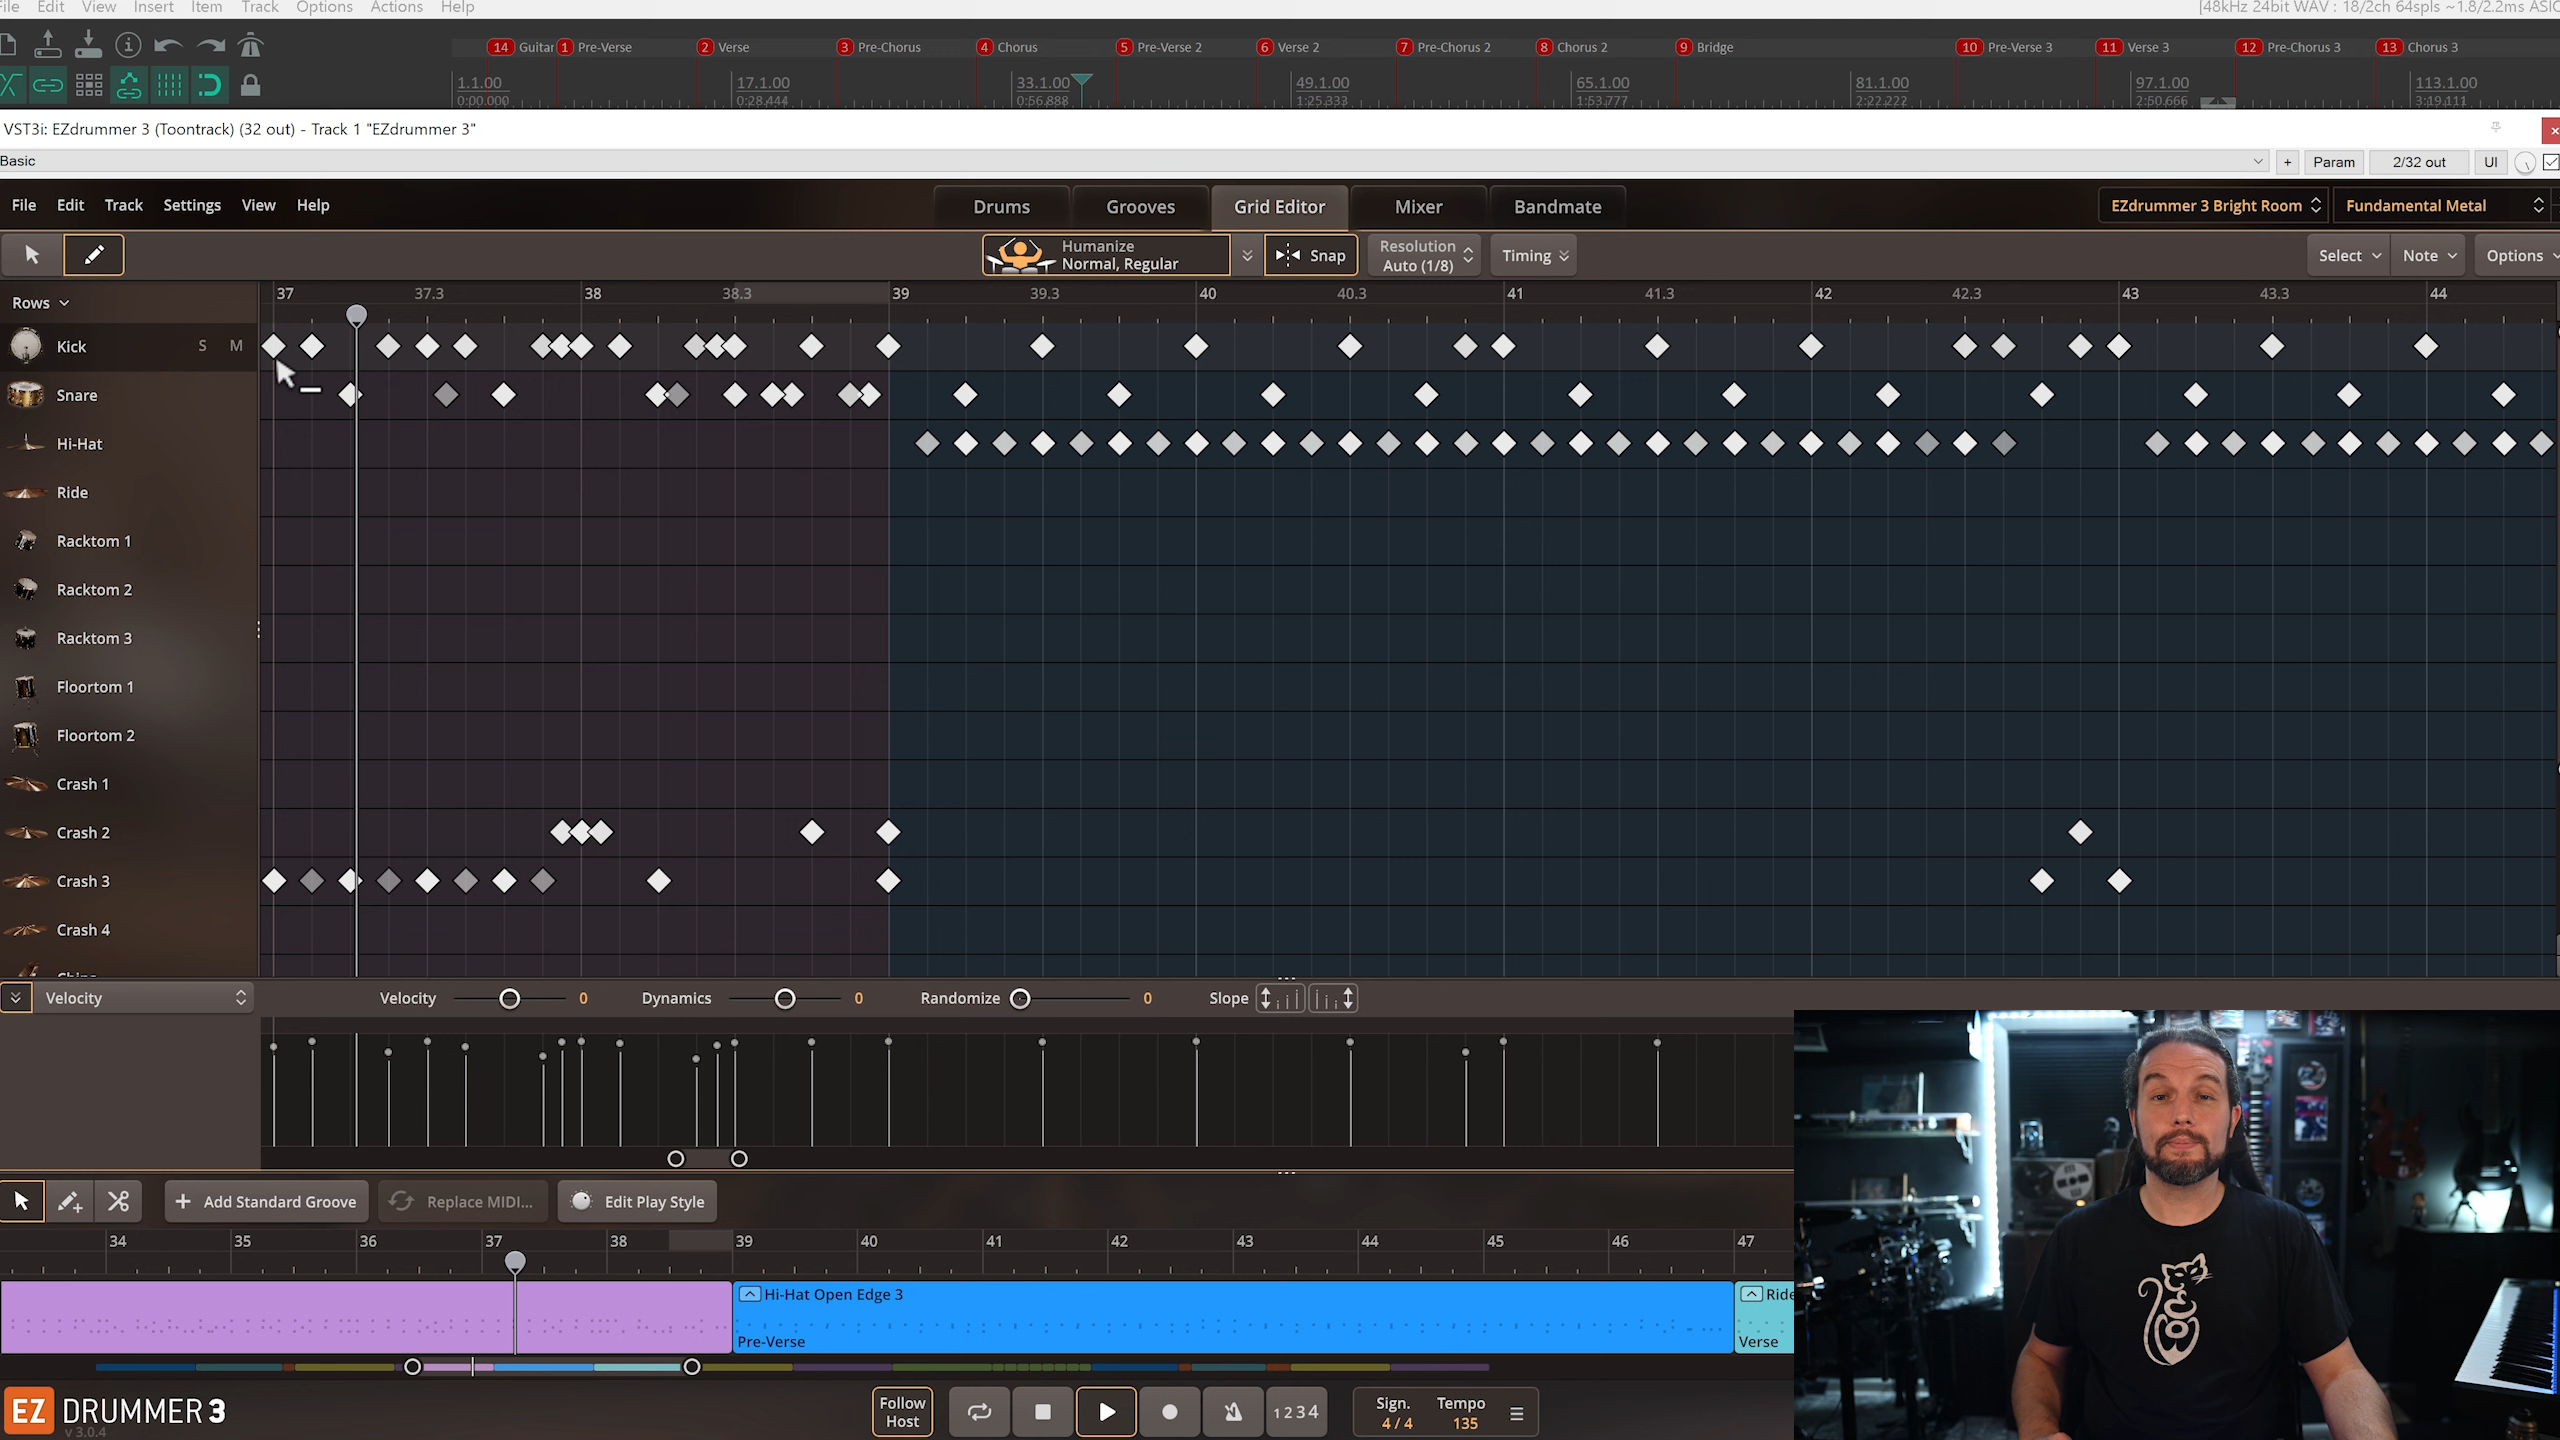 File Edit View Insert Item Track Options Actions Help
[48kHz 24bit WAV : 18/2ch 64spls ~1.8/2.2ms ASIO
14 Guitar 1 Pre-Verse 2 Verse 3 Pre-Chorus 4 Chorus 5 Pre-Verse 2 6 Verse 2 7 Pre-Chorus 2 8 Chorus 2 9 Bridge 10 Pre-Verse 3 11 Verse 3 12 Pre-Chorus 3 13 Chorus 3
1.1.00 17.1.00 33.1.00 49.1.00 65.1.00 81.1.00 97.1.00 113.1.00
0:00.000 0:28.444 0:56.888 1:25.333 1:53.777 2:22.222 2:50.666 3:19.111
VST3i: EZdrummer 3 (Toontrack) (32 out) - Track 1 "EZdrummer 3"
Basic + Param 2/32 out UI
File Edit Track Settings View Help
Drums Grooves Grid Editor Mixer Bandmate
EZdrummer 3 Bright Room Fundamental Metal
Humanize
Normal, Regular
Snap
Resolution
Auto (1/8)
Timing
Select Note Options
Rows
37 37.3 38 38.3 39 39.3 40 40.3 41 41.3 42 42.3 43 43.3 44
Kick S M
Snare
Hi-Hat
Ride
Racktom 1
Racktom 2
Racktom 3
Floortom 1
Floortom 2
Crash 1
Crash 2
Crash 3
Crash 4
Velocity
Velocity 0 Dynamics 0 Randomize 0 Slope
+ Add Standard Groove Replace MIDI... Edit Play Style
34 35 36 37 38 39 40 41 42 43 44 45 46 47
Hi-Hat Open Edge 3
Pre-Verse
Ride
Verse
EZ DRUMMER 3
v 3.0.4
Follow
Host
1 2 3 4
Sign. Tempo
4 / 4 135